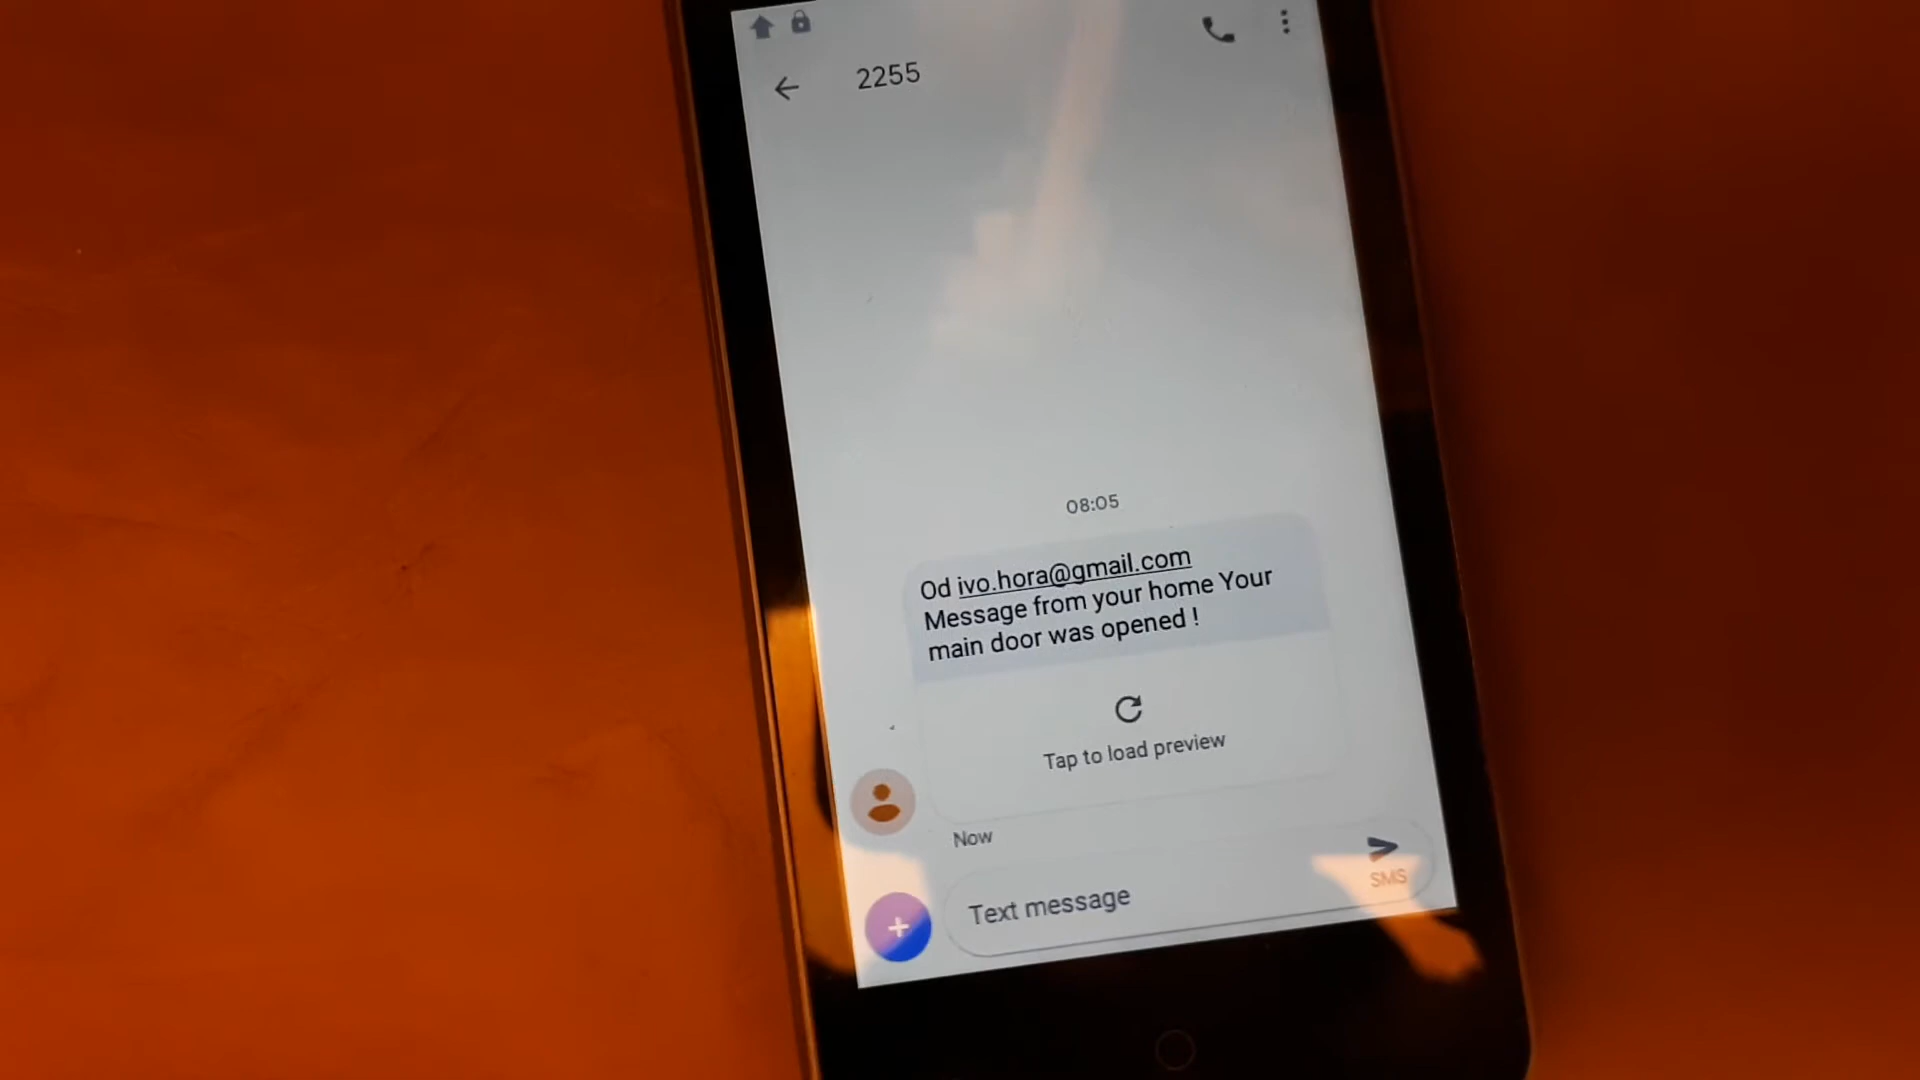 2255
08:05
Od ivo.hora@gmail.com
Message from your home Your
main door was opened !
Tap to load preview
Now
Text message
SMS